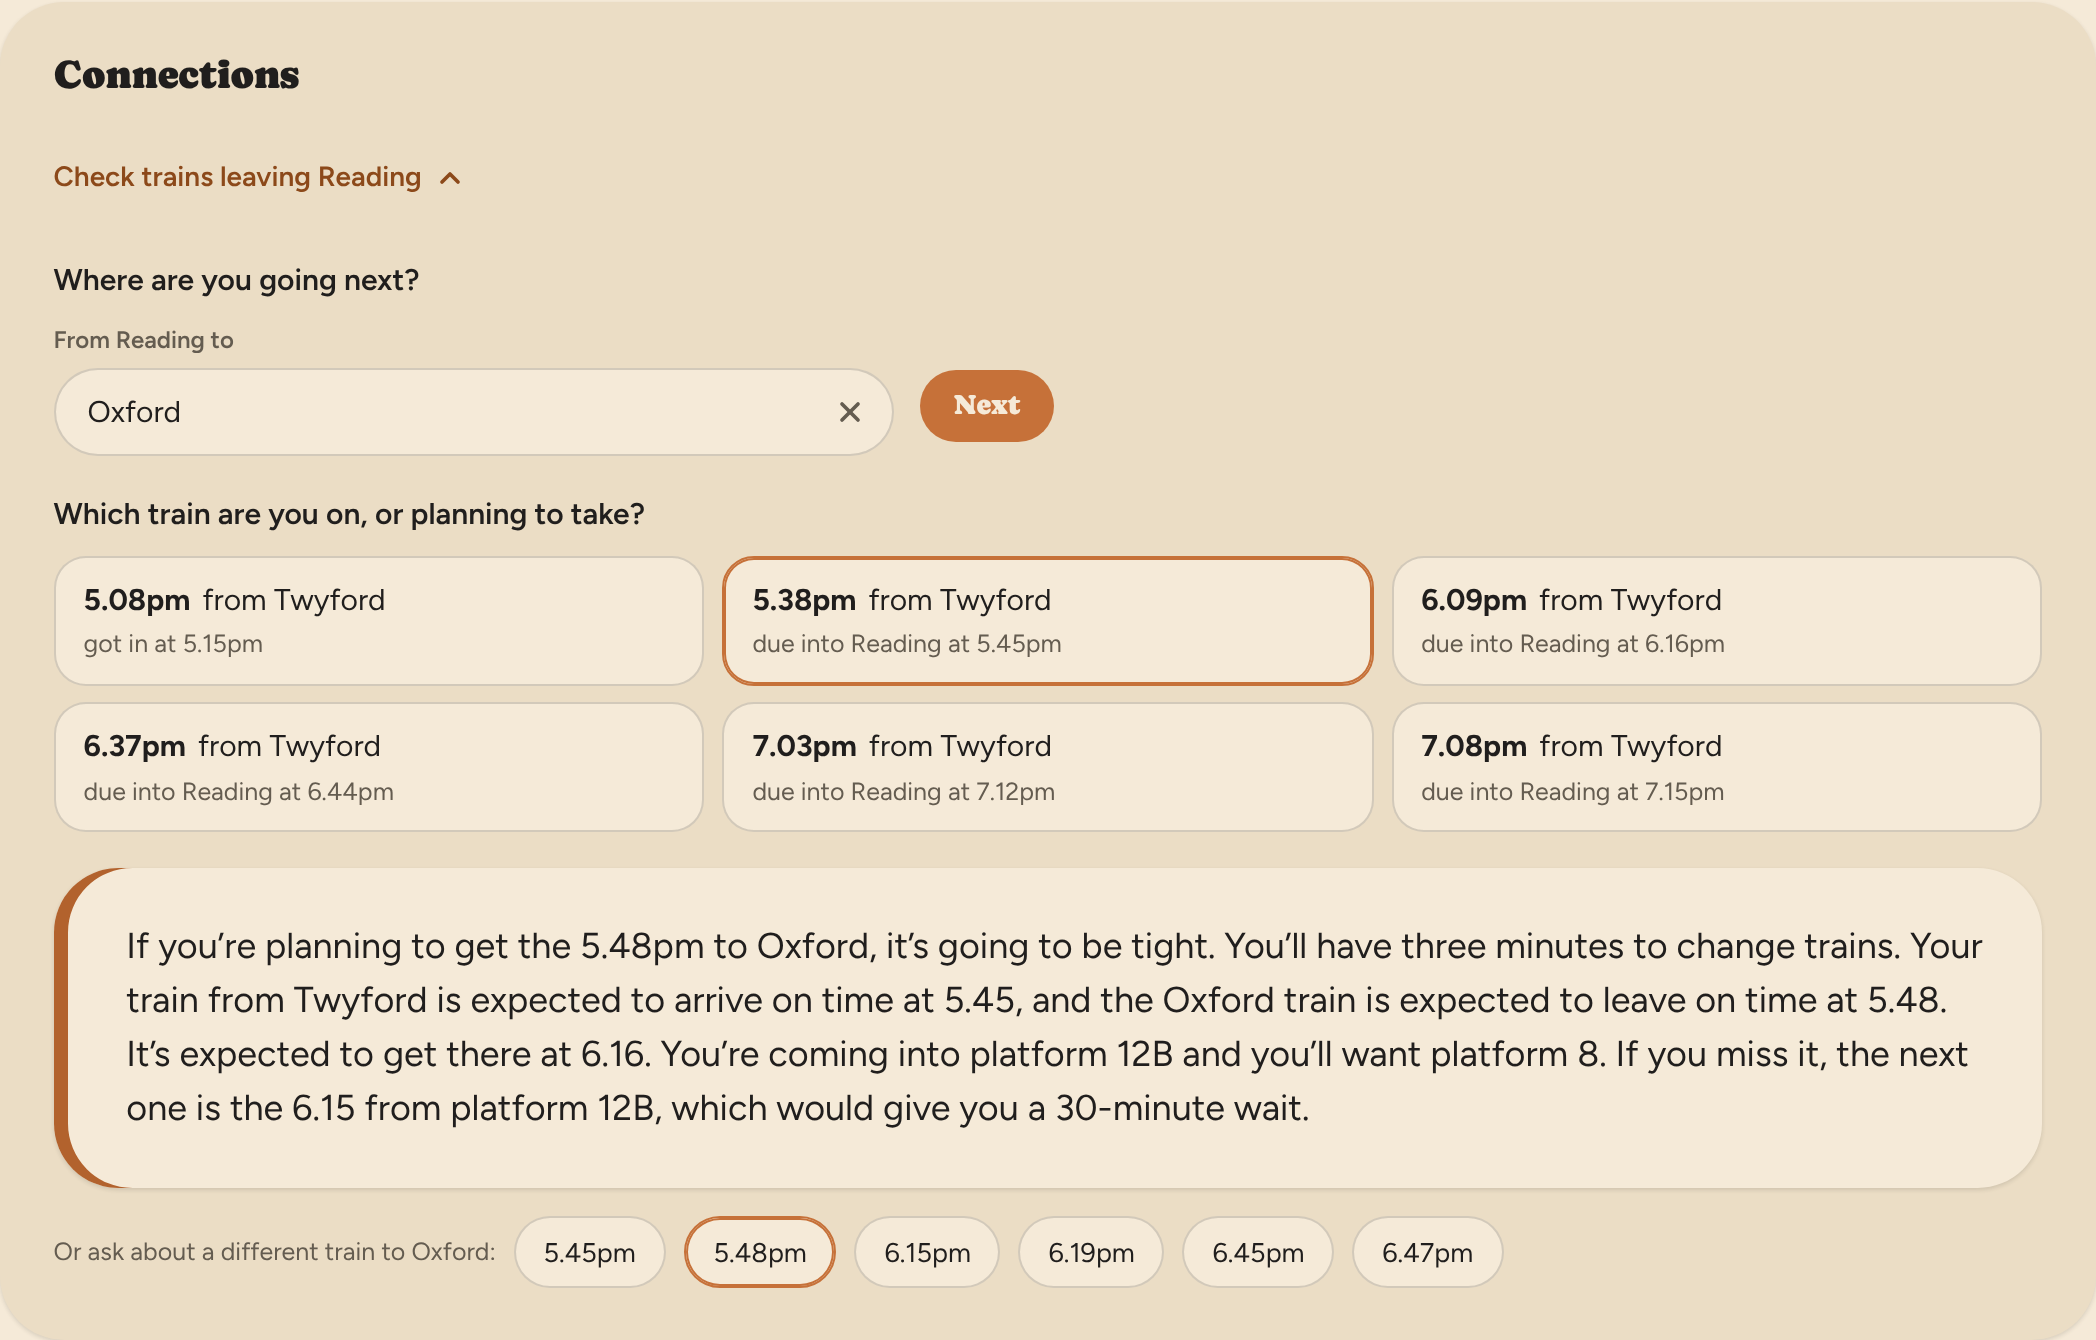 Connections
Check trains leaving Reading
Where are you going next?
From Reading to
Oxford
Next
Which train are you on, or planning to take?
5.08pm from Twyford
got in at 5.15pm
5.38pm from Twyford
due into Reading at 5.45pm
6.09pm from Twyford
due into Reading at 6.16pm
6.37pm from Twyford
due into Reading at 6.44pm
7.03pm from Twyford
due into Reading at 7.12pm
7.08pm from Twyford
due into Reading at 7.15pm
If you’re planning to get the 5.48pm to Oxford, it’s going to be tight. You’ll have three minutes to change trains. Your
train from Twyford is expected to arrive on time at 5.45, and the Oxford train is expected to leave on time at 5.48.
It’s expected to get there at 6.16. You’re coming into platform 12B and you’ll want platform 8. If you miss it, the next
one is the 6.15 from platform 12B, which would give you a 30-minute wait.
Or ask about a different train to Oxford: 5.45pm 5.48pm 6.15pm 6.19pm 6.45pm 6.47pm